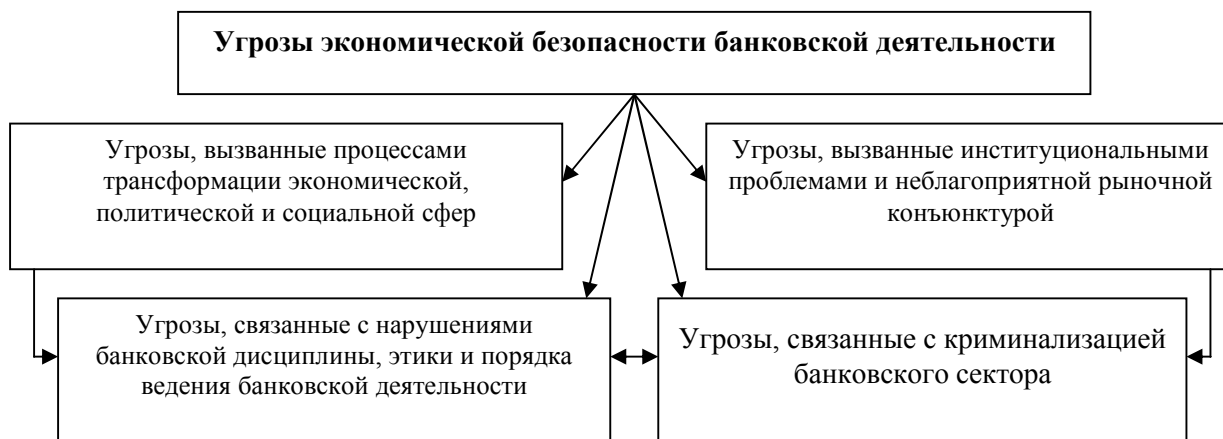 Угрозы экономической безопасности банковской деятельности
Угрозы, вызванные процессами
трансформации экономической,
политической и социальной сфер
Угрозы, вызванные институциональными
проблемами и неблагоприятной рыночной
конъюнктурой
Угрозы, связанные с нарушениями
банковской дисциплины, этики и порядка
ведения банковской деятельности
Угрозы, связанные с криминализацией
банковского сектора